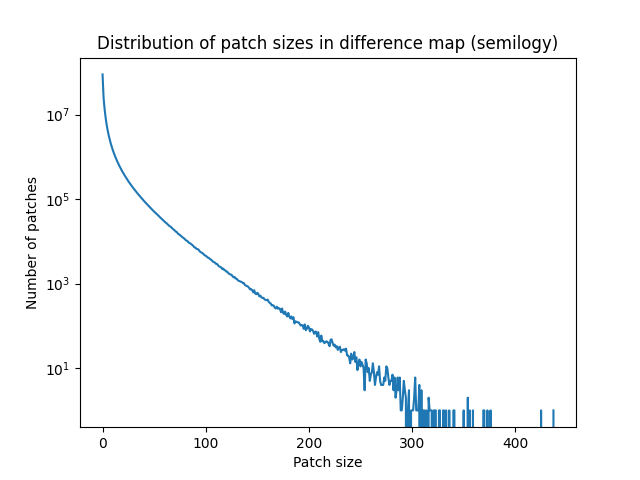 Distribution of patch sizes in difference map (semilogy)
Number of patches
10^7
10^5
10^3
10^1
0 100 200 300 400
Patch size